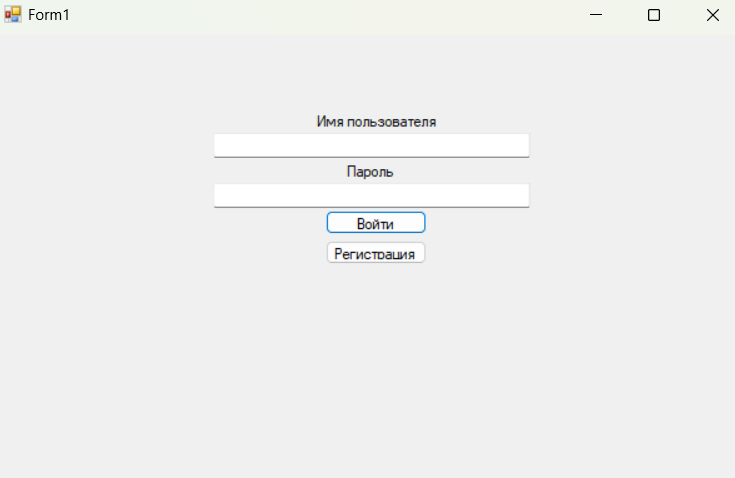 Form1
Имя пользователя
Пароль
Войти
Регистрация